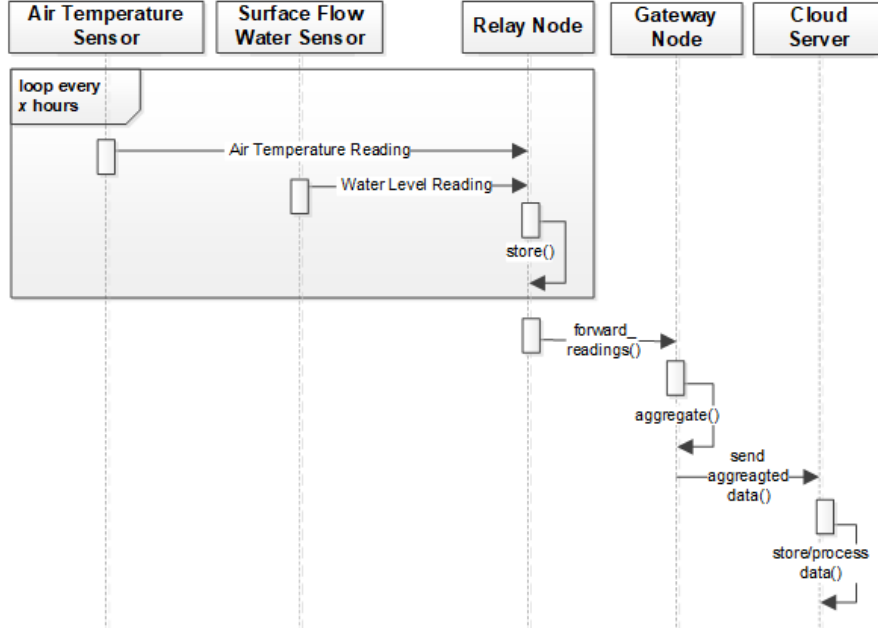 Air Temperature
Sensor
Surface Flow
Water Sensor
Relay Node
Gateway
Node
Cloud
Server
loop every
x hours
Air Temperature Reading
Water Level Reading
store()
forward_
readings()
aggregate()
send
aggreagted
data()
store/process
data()